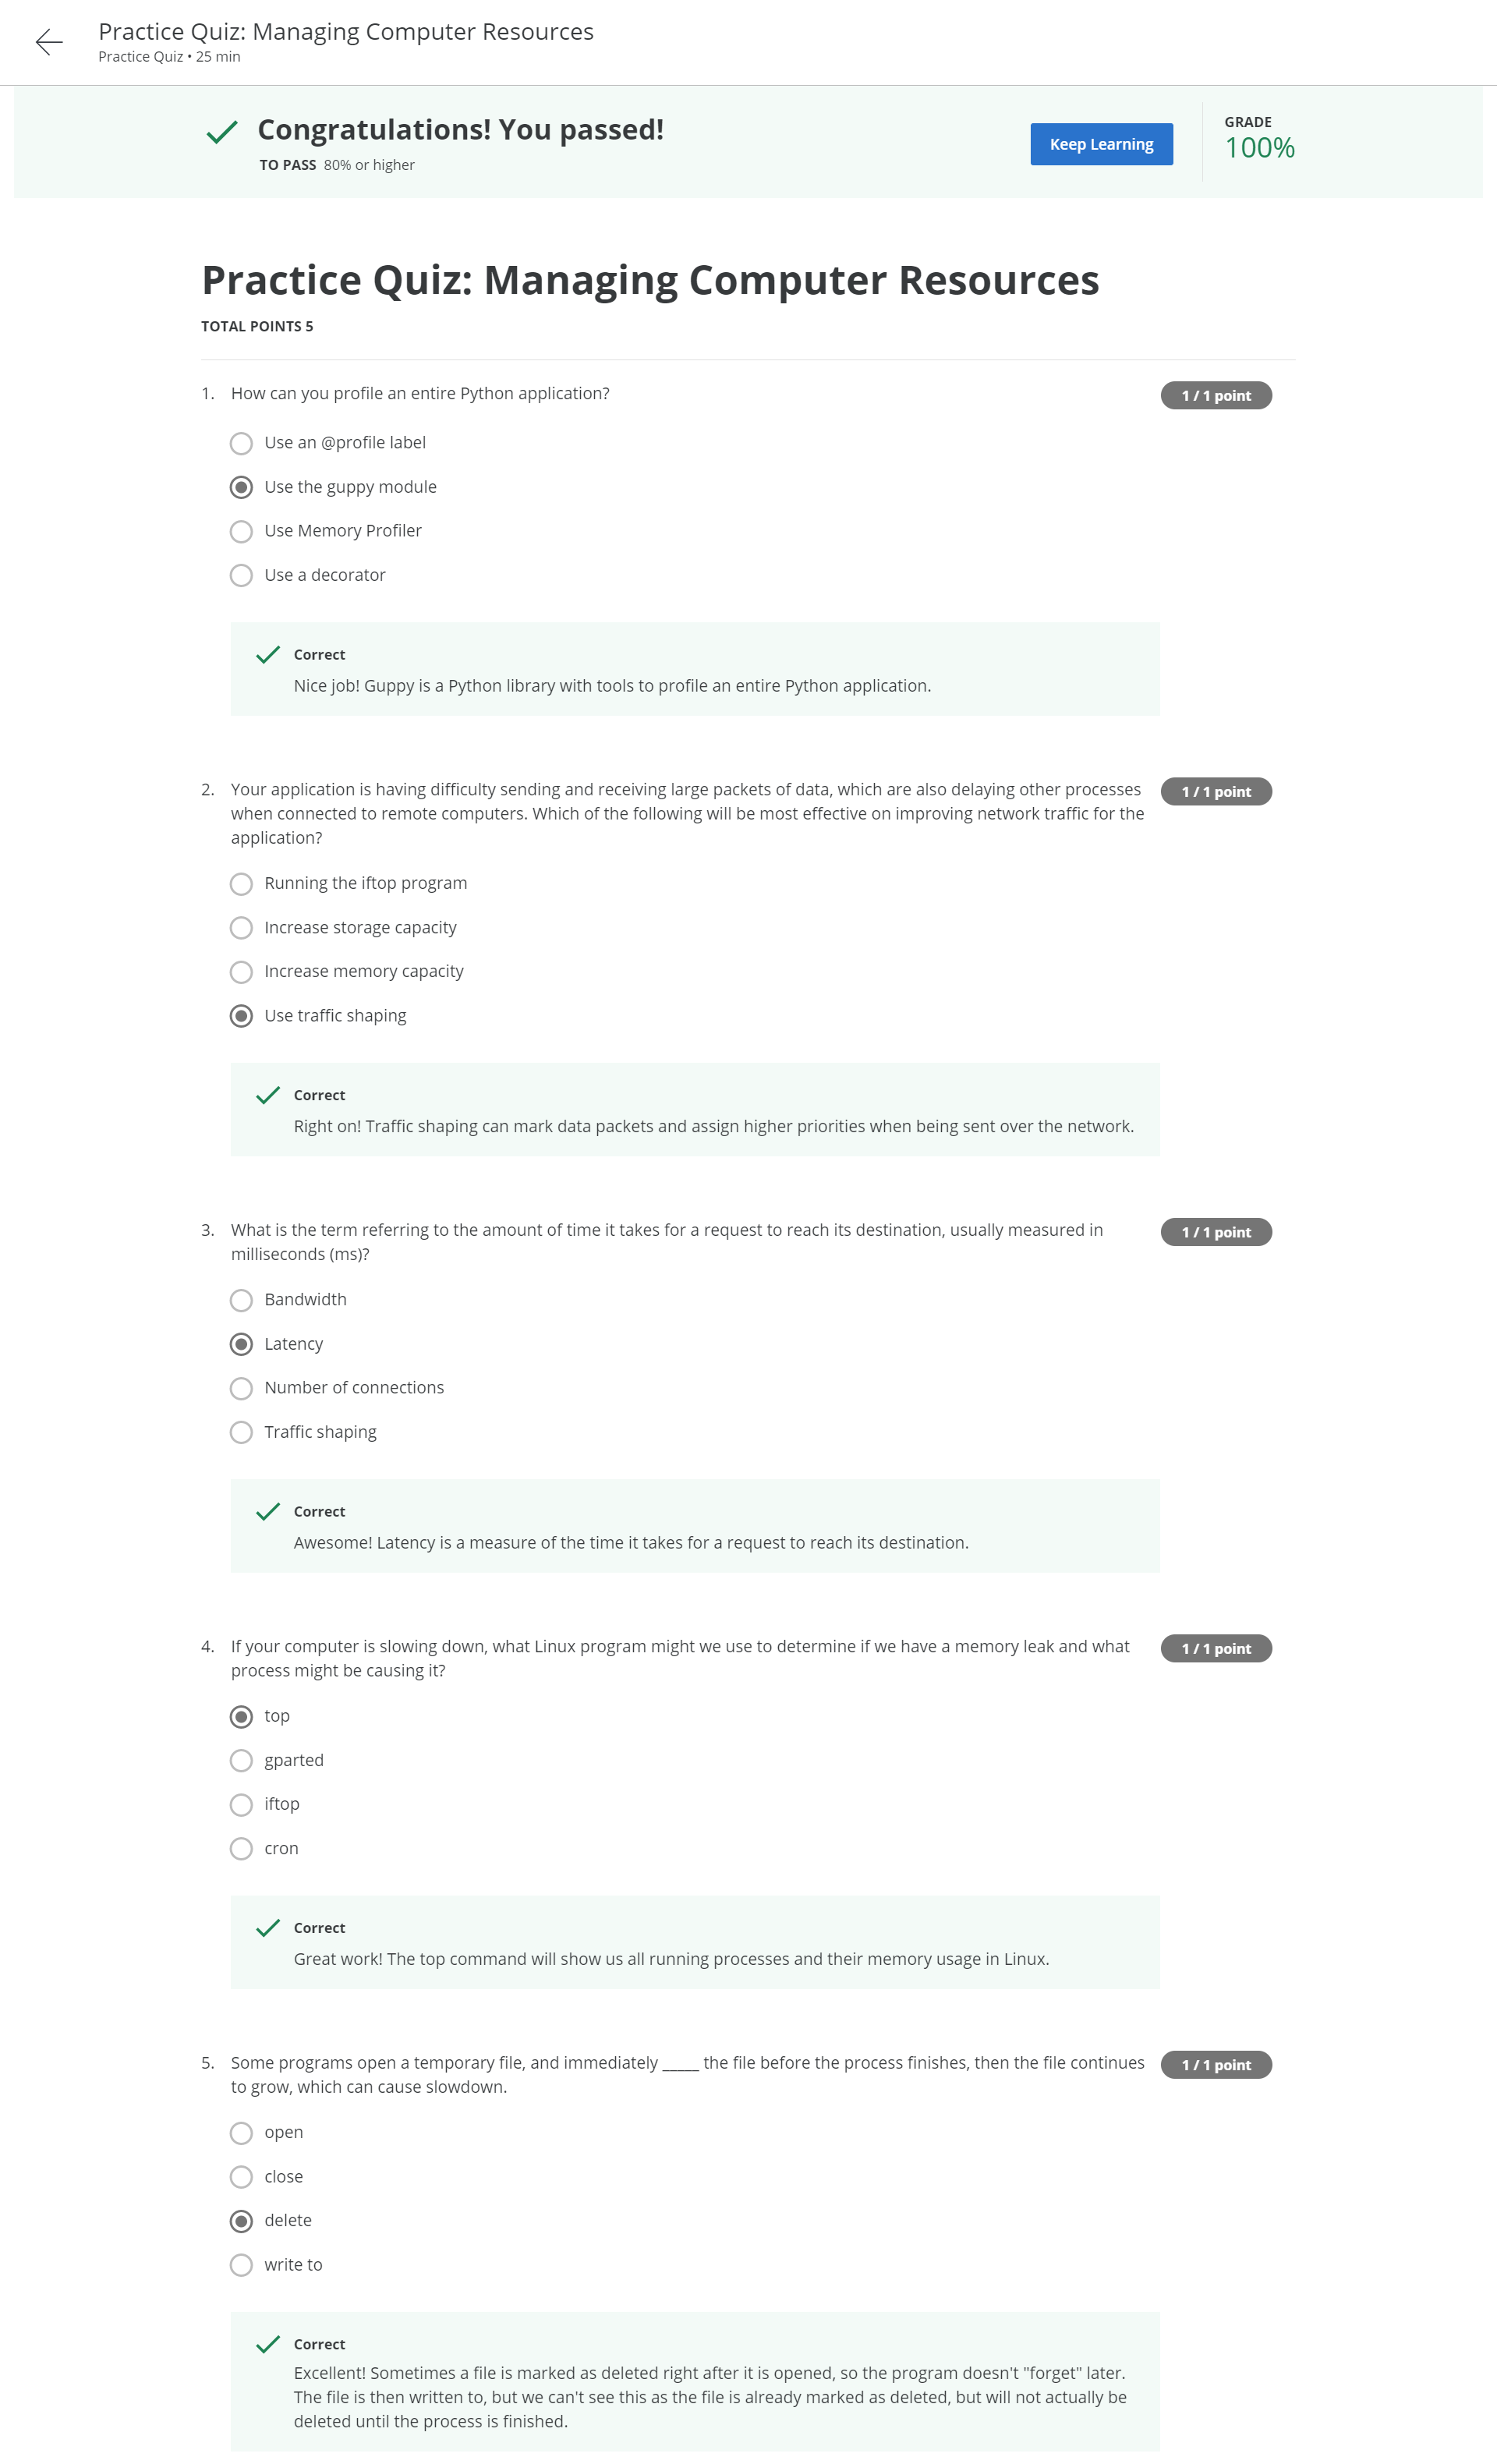 Practice Quiz: Managing Computer Resources
Practice Quiz • 25 min
Congratulations! You passed!
TO PASS 80% or higher
Keep Learning
GRADE
100%
Practice Quiz: Managing Computer Resources
TOTAL POINTS 5
1. How can you profile an entire Python application?
1 / 1 point
Use an @profile label
Use the guppy module
Use Memory Profiler
Use a decorator
Correct
Nice job! Guppy is a Python library with tools to profile an entire Python application.
2. Your application is having difficulty sending and receiving large packets of data, which are also delaying other processes
when connected to remote computers. Which of the following will be most effective on improving network traffic for the
application?
1 / 1 point
Running the iftop program
Increase storage capacity
Increase memory capacity
Use traffic shaping
Correct
Right on! Traffic shaping can mark data packets and assign higher priorities when being sent over the network.
3. What is the term referring to the amount of time it takes for a request to reach its destination, usually measured in
milliseconds (ms)?
1 / 1 point
Bandwidth
Latency
Number of connections
Traffic shaping
Correct
Awesome! Latency is a measure of the time it takes for a request to reach its destination.
4. If your computer is slowing down, what Linux program might we use to determine if we have a memory leak and what
process might be causing it?
1 / 1 point
top
gparted
iftop
cron
Correct
Great work! The top command will show us all running processes and their memory usage in Linux.
5. Some programs open a temporary file, and immediately _____ the file before the process finishes, then the file continues
to grow, which can cause slowdown.
1 / 1 point
open
close
delete
write to
Correct
Excellent! Sometimes a file is marked as deleted right after it is opened, so the program doesn't "forget" later.
The file is then written to, but we can't see this as the file is already marked as deleted, but will not actually be
deleted until the process is finished.